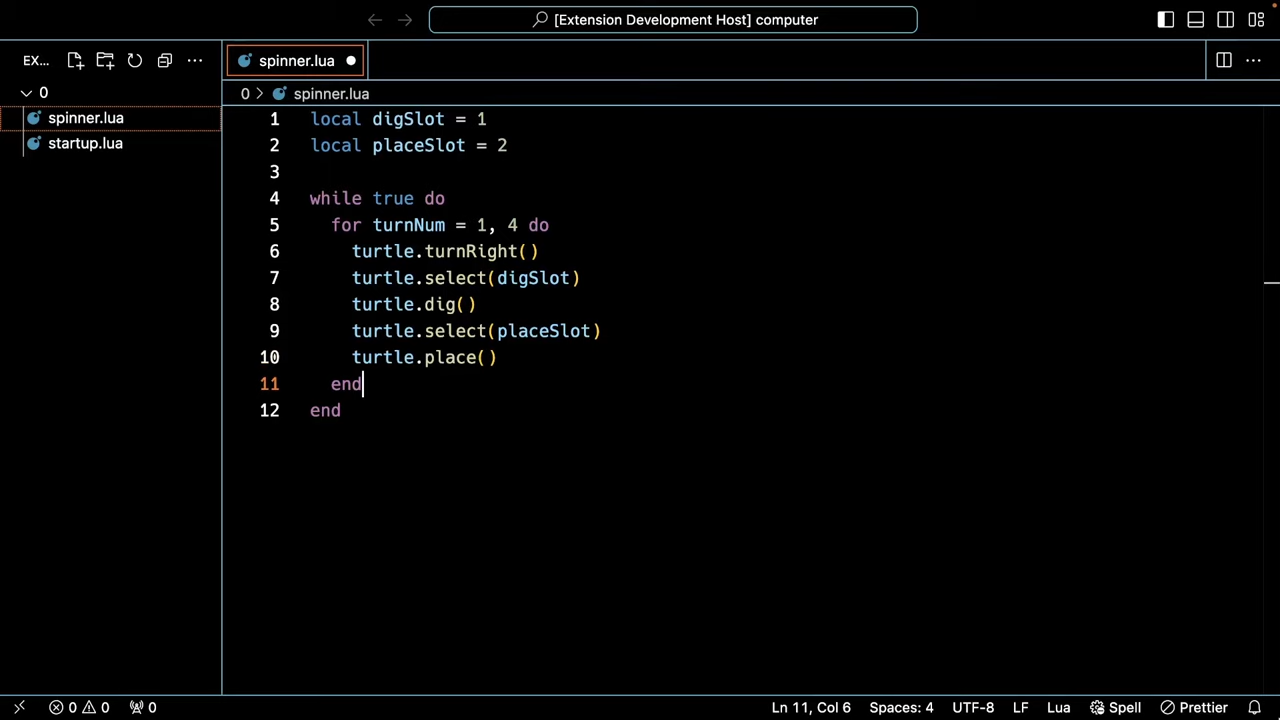 [Extension Development Host] computer
EX...
spinner.lua
0
spinner.lua
startup.lua
0 > spinner.lua
1 local digSlot = 1
2 local placeSlot = 2
3
4 while true do
5 for turnNum = 1, 4 do
6 turtle.turnRight()
7 turtle.select(digSlot)
8 turtle.dig()
9 turtle.select(placeSlot)
10 turtle.place()
11 end
12 end
0 0 0 Ln 11, Col 6 Spaces: 4 UTF-8 LF Lua Spell Prettier